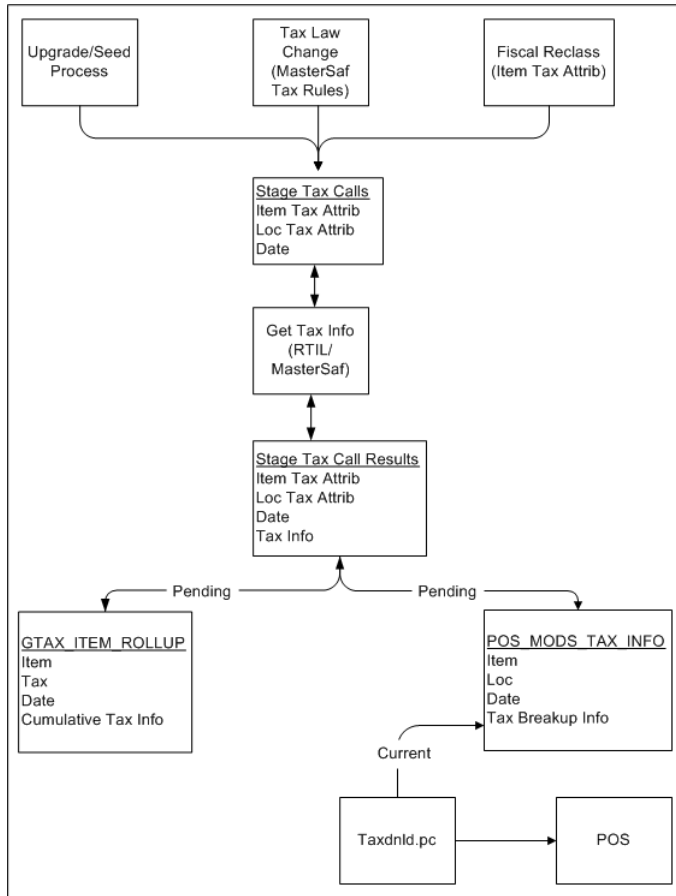 Upgrade/Seed
Process
Tax Law
Change
(MasterSaf
Tax Rules)
Fiscal Reclass
(Item Tax Attrib)
Stage Tax Calls
Item Tax Attrib
Loc Tax Attrib
Date
Get Tax Info
(RTIL/
MasterSaf)
Stage Tax Call Results
Item Tax Attrib
Loc Tax Attrib
Date
Tax Info
Pending
Pending
GTAX_ITEM_ROLLUP
Item
Tax
Date
Cumulative Tax Info
POS_MODS_TAX_INFO
Item
Loc
Date
Tax Breakup Info
Current
Taxdnld.pc
POS